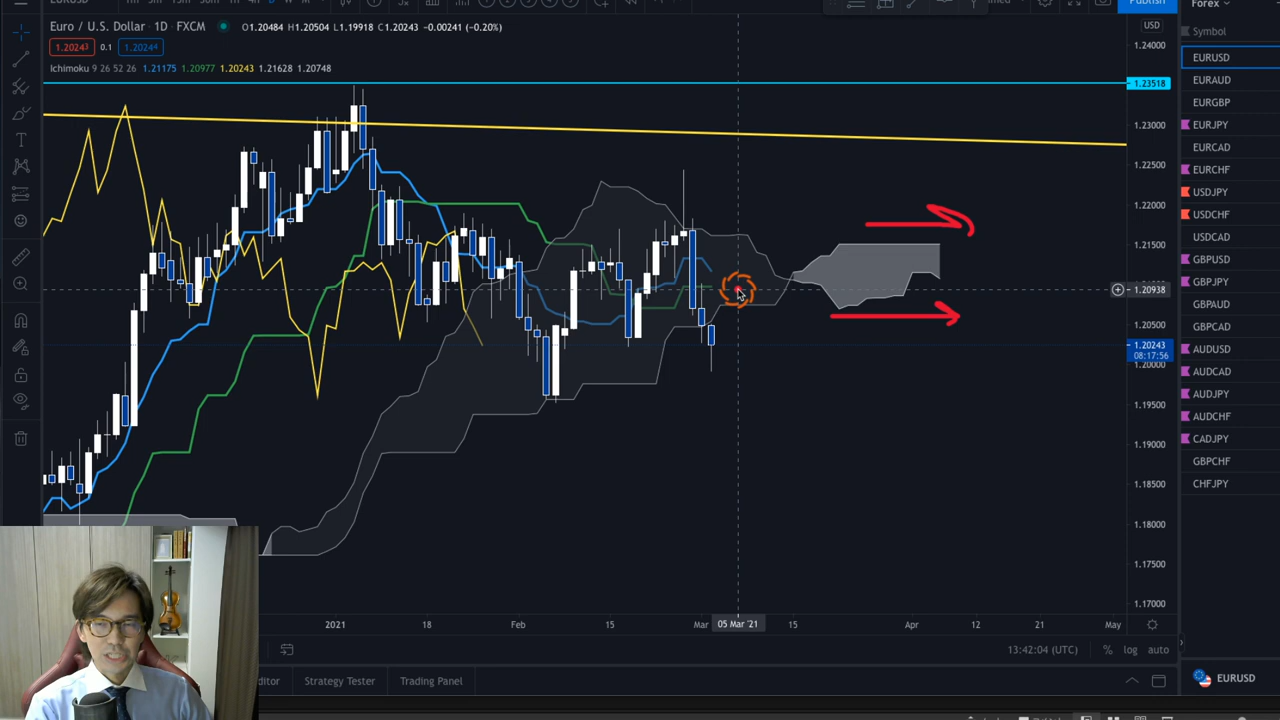 Publish
Forex
Euro / U.S. Dollar · 1D · FXCM
O1.20484 H1.20504 L1.19918 C1.20243 -0.00241 (-0.20%)
1.20243 0.1 1.20244
Ichimoku 9 26 52 26 1.21175 1.20977 1.20243 1.21628 1.20748
USD
1.24000
1.23518
1.23000
1.22500
1.22000
1.21500
1.20938
1.20500
1.20243
08:17:56
1.20000
1.19500
1.19000
1.18500
1.18000
1.17500
1.17000
Symbol
EURUSD
EURAUD
EURGBP
EURJPY
EURCAD
EURCHF
USDJPY
USDCHF
USDCAD
GBPUSD
GBPJPY
GBPAUD
GBPCAD
AUDUSD
AUDCAD
AUDJPY
AUDCHF
CADJPY
GBPCHF
CHFJPY
2021 18 Feb 15 Mar 05 Mar '21 15 Apr 12 21 May
13:42:04 (UTC) % log auto
Strategy Tester Trading Panel
EURUSD